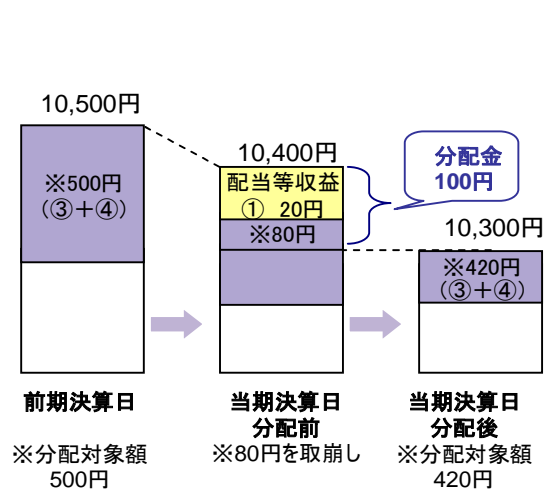 10,500円
※500円
（③＋④）
前期決算日
※分配対象額
500円
10,400円
配当等収益
① 20円
※80円
当期決算日
分配前
※80円を取崩し
分配金
100円
10,300円
※420円
（③＋④）
当期決算日
分配後
※分配対象額
420円